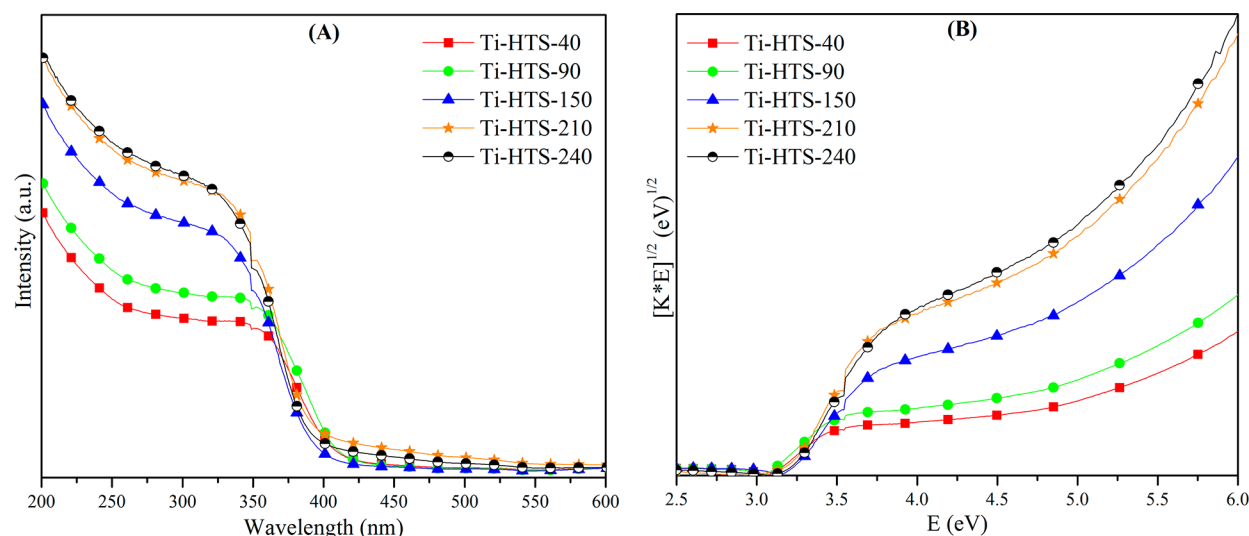 (A)
Ti-HTS-40
Ti-HTS-90
Ti-HTS-150
Ti-HTS-210
Ti-HTS-240
Intensity (a.u.)
200 250 300 350 400 450 500 550 600
Wavelength (nm)
(B)
Ti-HTS-40
Ti-HTS-90
Ti-HTS-150
Ti-HTS-210
Ti-HTS-240
[K*E]^1/2 (eV)^1/2
2.5 3.0 3.5 4.0 4.5 5.0 5.5 6.0
E (eV)